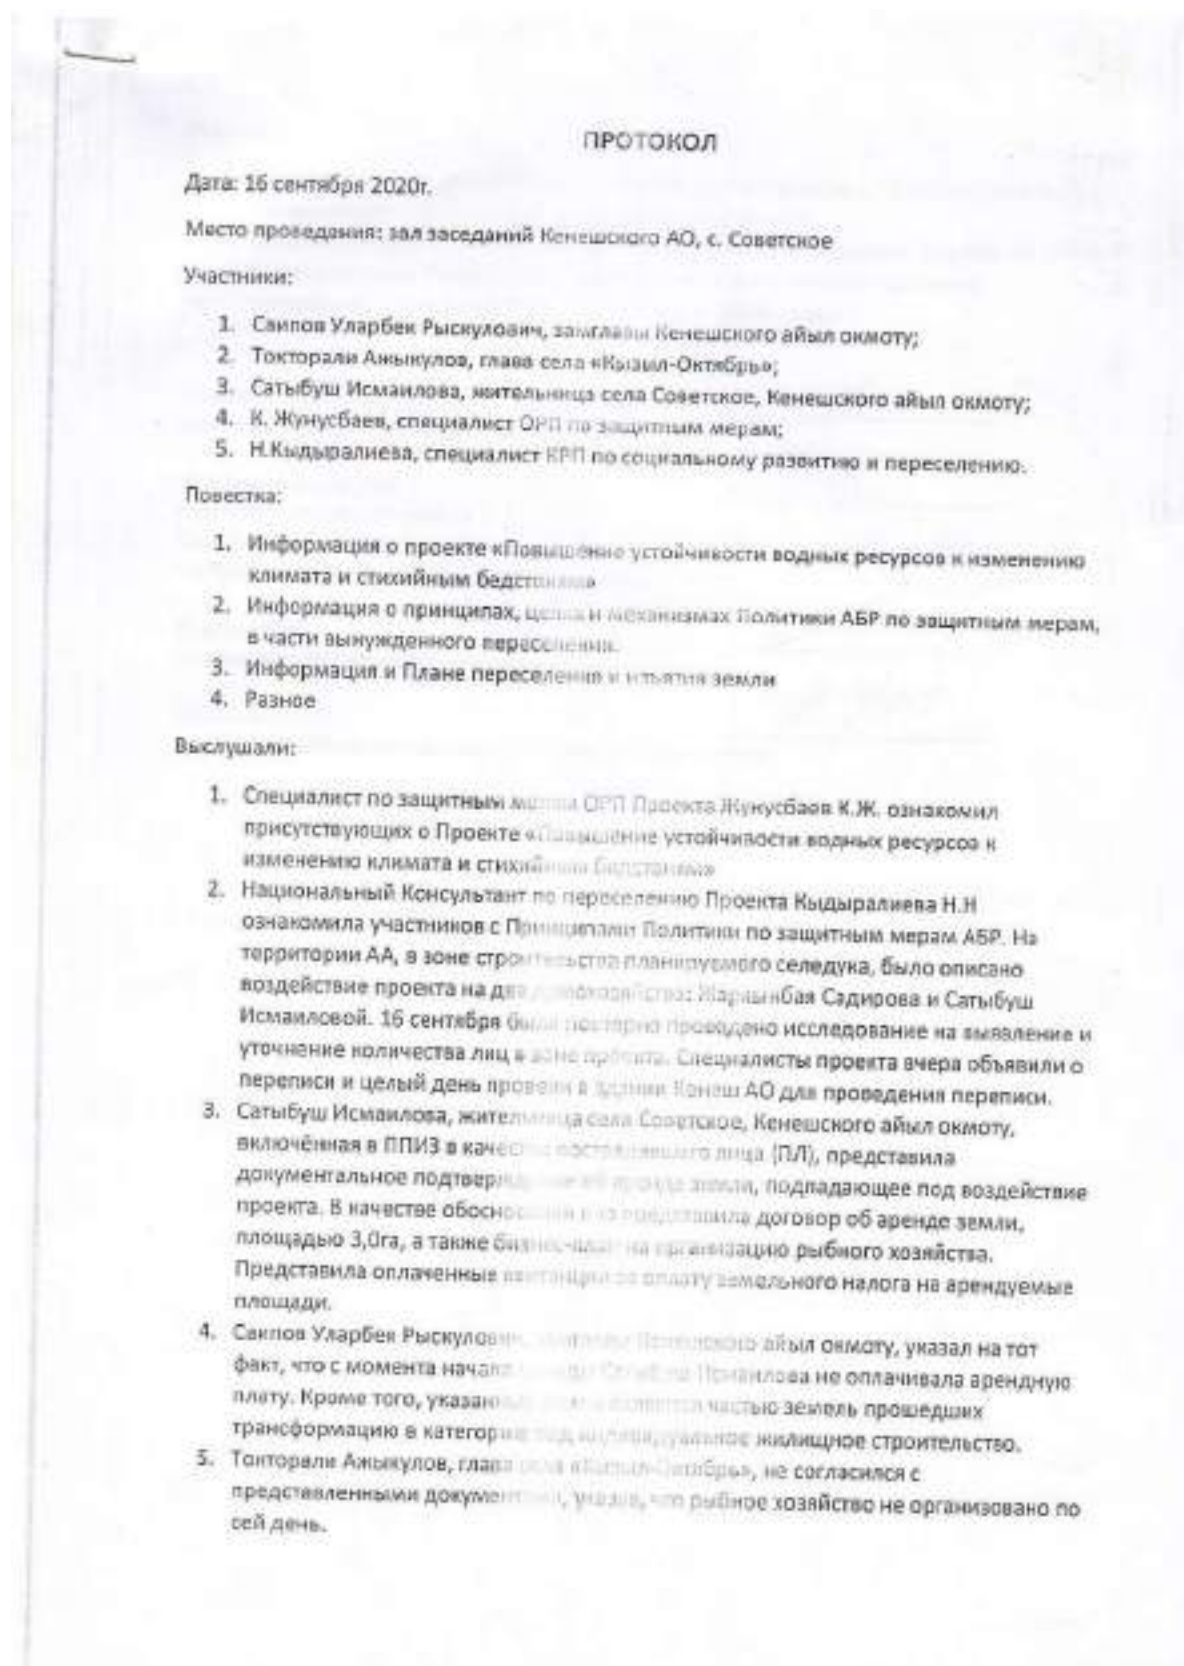 ПРОТОКОЛ
Дата: 16 сентября 2020г.
Место проведения: зал заседаний Кенешского АО, с. Советское
Участники:
1. Саипов Уларбек Рыскулович, замглавы Кенешского айыл окмоту;
2. Токторали Ажыкулов, глава села «Кызыл-Октябрь»;
3. Сатыбуш Исмаилова, жительница села Советское, Кенешского айыл окмоту;
4. К. Жунусбаев, специалист ОРП по защитным мерам;
5. Н.Кыдыралиева, специалист КРП по социальному развитию и переселению.
Повестка:
1. Информация о проекте «Повышение устойчивости водных ресурсов к изменению
климата и стихийным бедствиям»
2. Информация о принципах, целях и механизмах Политики АБР по защитным мерам,
в части вынужденного переселения.
3. Информация и Плане переселения и изъятия земли
4. Разное
Выслушали:
1. Специалист по защитным мерам ОРП Проекта Жунусбаев К.Ж. ознакомил
присутствующих о Проекте «Повышение устойчивости водных ресурсов к
изменению климата и стихийным бедствиям»
2. Национальный Консультант по переселению Проекта Кыдыралиева Н.Н
ознакомила участников с Принципами Политики по защитным мерам АБР. На
территории АА, в зоне строительства планируемого селедука, было описано
воздействие проекта на два домохозяйства: Жарлынбая Садирова и Сатыбуш
Исмаиловой. 16 сентября было повторно проведено исследование на выявление и
уточнение количества лиц в зоне проекта. Специалисты проекта вчера объявили о
переписи и целый день провели в здании Кенеш АО для проведения переписи.
3. Сатыбуш Исмаилова, жительница села Советское, Кенешского айыл окмоту,
включённая в ППИЗ в качестве пострадавшего лица (ПЛ), представила
документальное подтверждение об аренде земли, подпадающее под воздействие
проекта. В качестве обоснования представила договор об аренде земли,
площадью 3,0га, а также бизнес-план на организацию рыбного хозяйства.
Представила оплаченные квитанции за оплату земельного налога на арендуемые
площади.
4. Саипов Уларбек Рыскулович, замглавы Кенешского айыл окмоту, указал на тот
факт, что с момента начала аренды Сатыбуш Исмаилова не оплачивала арендную
плату. Кроме того, является частью земель прошедших
трансформацию в категорию под индивидуальное жилищное строительство.
5. Токторали Ажыкулов, глава села «Кызыл-Октябрь», не согласился с
представленными документами, указав, что рыбное хозяйство не организовано по
сей день.